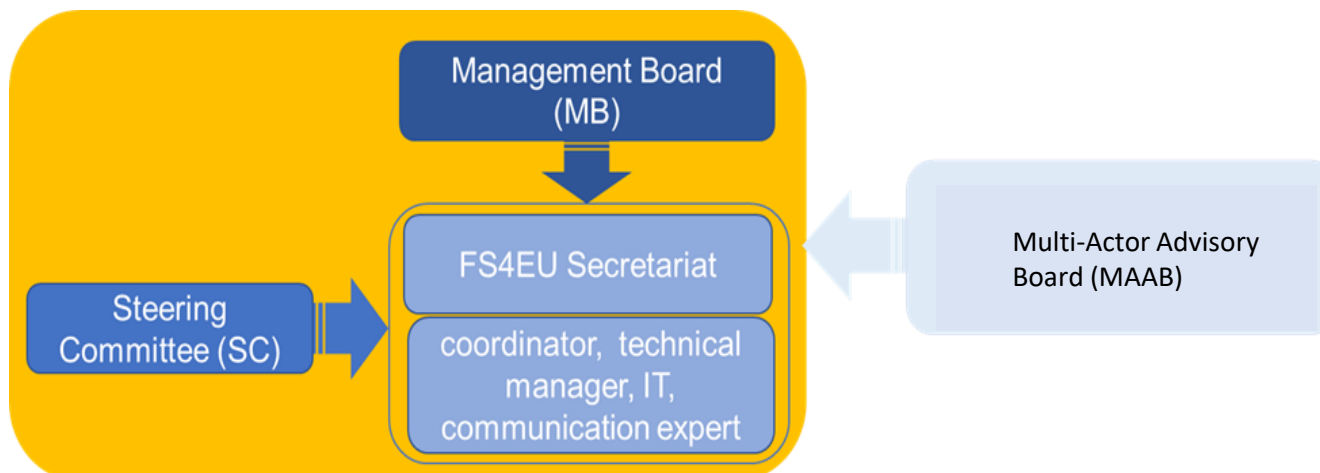 Management Board
(MB)
FS4EU Secretariat
Steering
Committee (SC)
coordinator, technical
manager, IT,
communication expert
Multi-Actor Advisory
Board (MAAB)